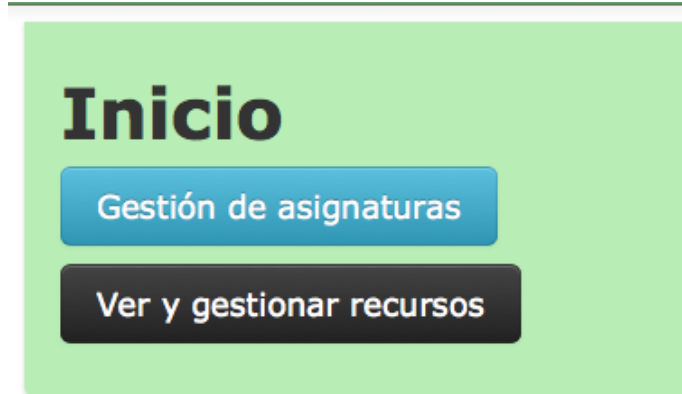 Inicio
Gestión de asignaturas
Ver y gestionar recursos